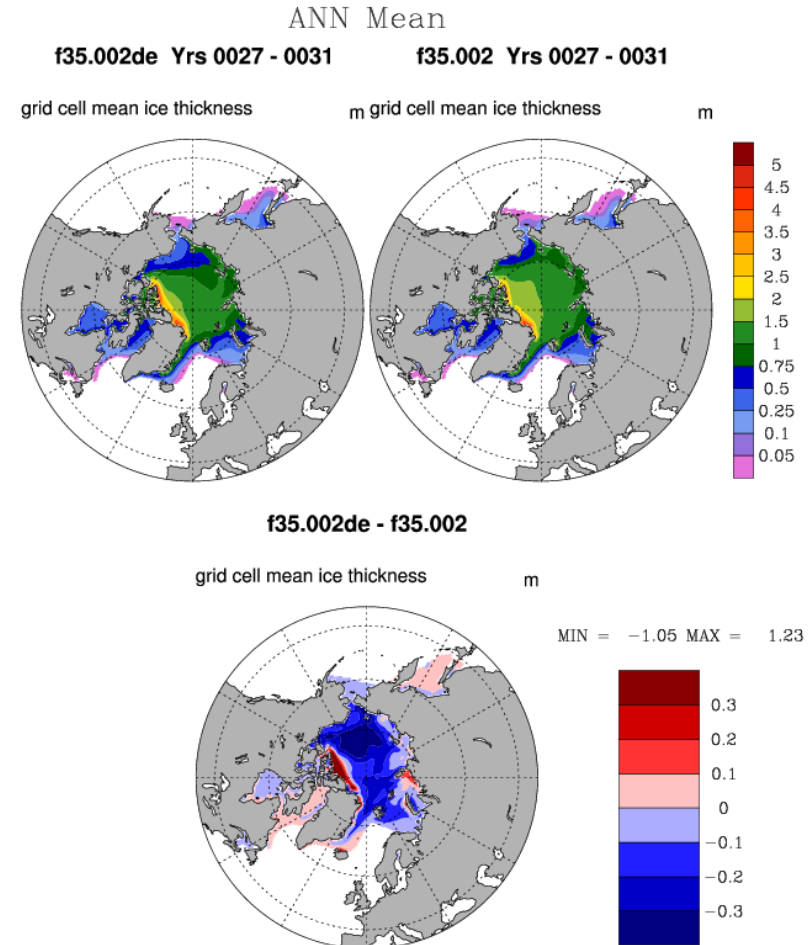 ANN Mean
f35.002de Yrs 0027 - 0031
f35.002 Yrs 0027 - 0031
grid cell mean ice thickness m
grid cell mean ice thickness m
5
4.5
4
3.5
3
2.5
2
1.5
1
0.75
0.5
0.25
0.1
0.05
f35.002de - f35.002
grid cell mean ice thickness m
MIN = -1.05 MAX = 1.23
0.3
0.2
0.1
0
-0.1
-0.2
-0.3